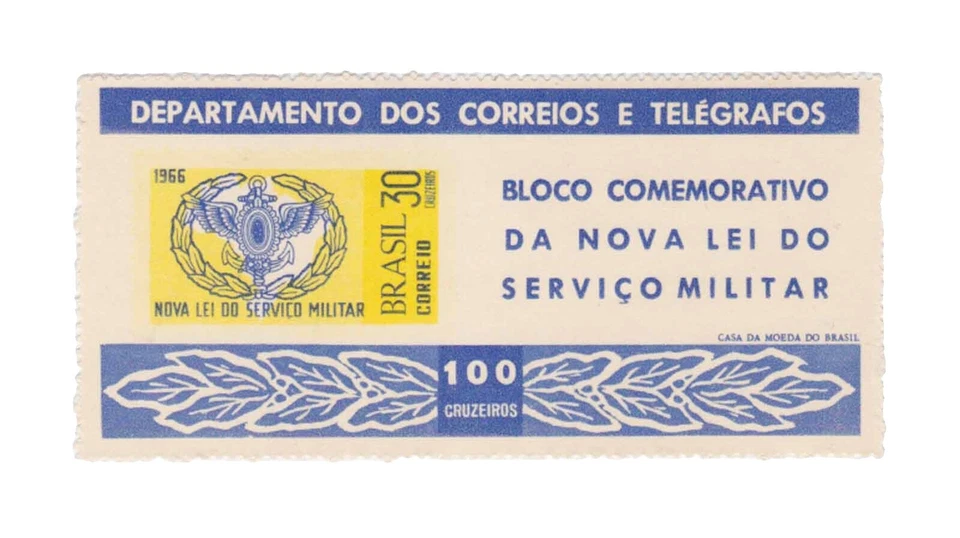 DEPARTAMENTO DOS CORREIOS E TELÉGRAFOS
1966
BRASIL 30
CRUZEIROS
CORREIO
NOVA LEI DO SERVIÇO MILITAR
BLOCO COMEMORATIVO
DA NOVA LEI DO
SERVIÇO MILITAR
CASA DA MOEDA DO BRASIL
100
CRUZEIROS